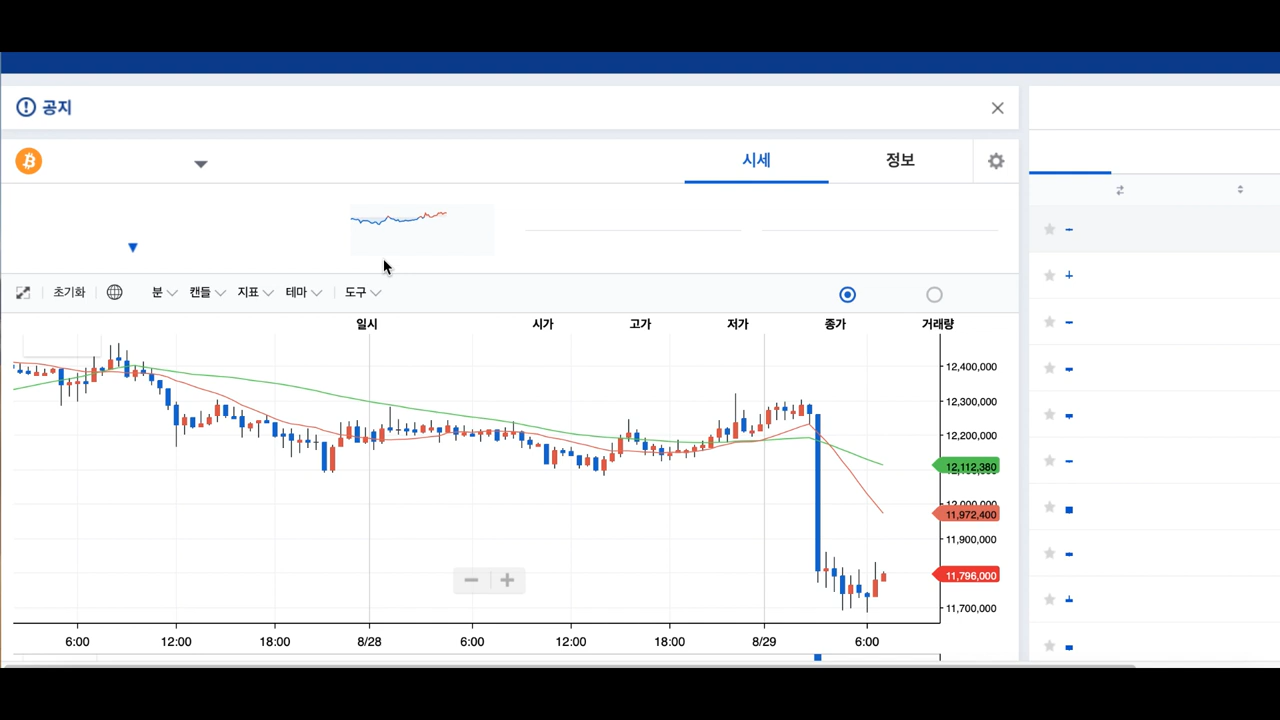 공지
시세 정보
초기화 분 캔들 지표 테마 도구
일시 시가 고가 저가 종가 거래량
12,400,000
12,300,000
12,200,000
12,112,380
12,000,000
11,972,400
11,900,000
11,796,000
11,700,000
6:00 12:00 18:00 8/28 6:00 12:00 18:00 8/29 6:00